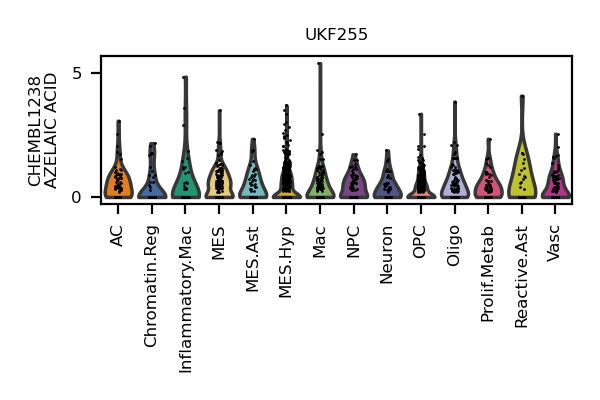 UKF255
CHEMBL1238
AZELAIC ACID
5
0
AC
Chromatin.Reg
Inflammatory.Mac
MES
MES.Ast
MES.Hyp
Mac
NPC
Neuron
OPC
Oligo
Prolif.Metab
Reactive.Ast
Vasc